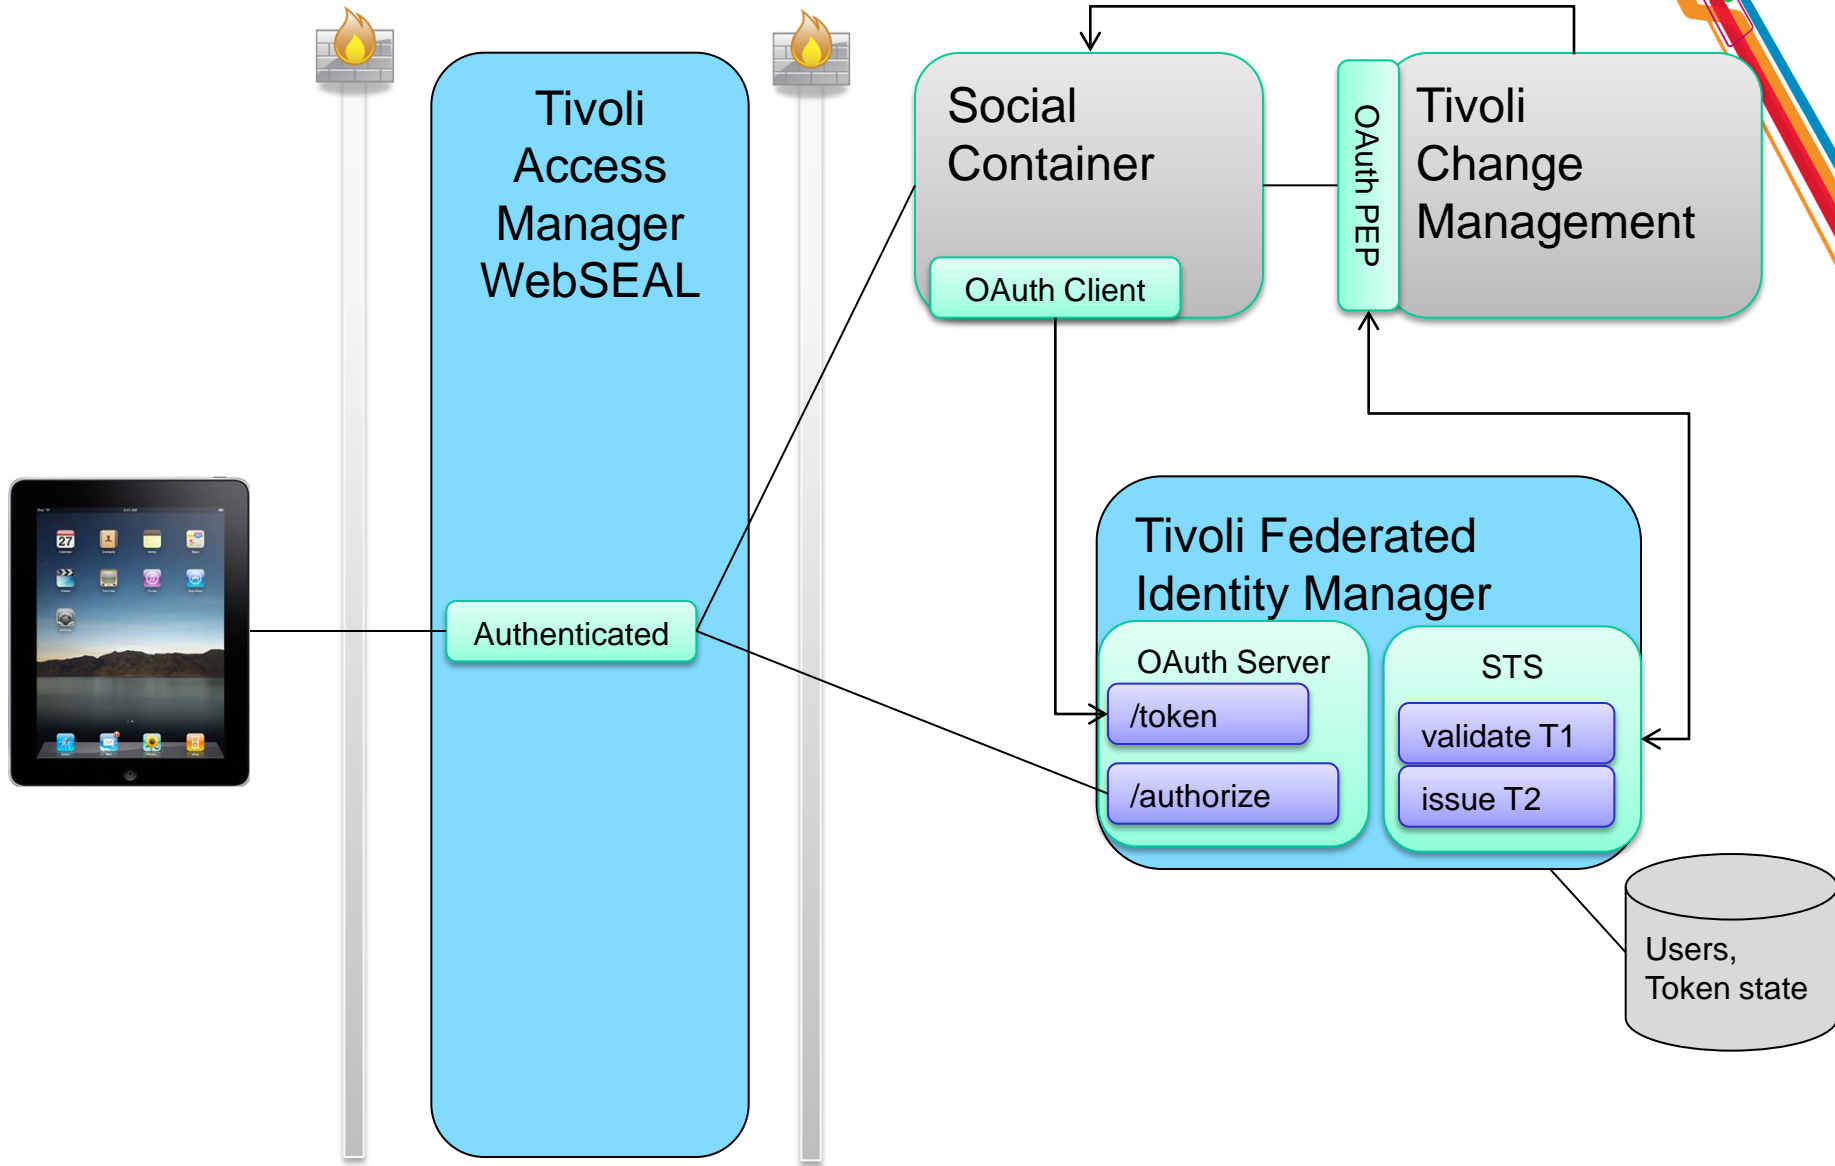 Tivoli
Access
Manager
WebSEAL
Authenticated
Social
Container
OAuth Client
OAuth PEP
Tivoli
Change
Management
Tivoli Federated
Identity Manager
OAuth Server
/token
/authorize
STS
validate T1
issue T2
Users,
Token state
27